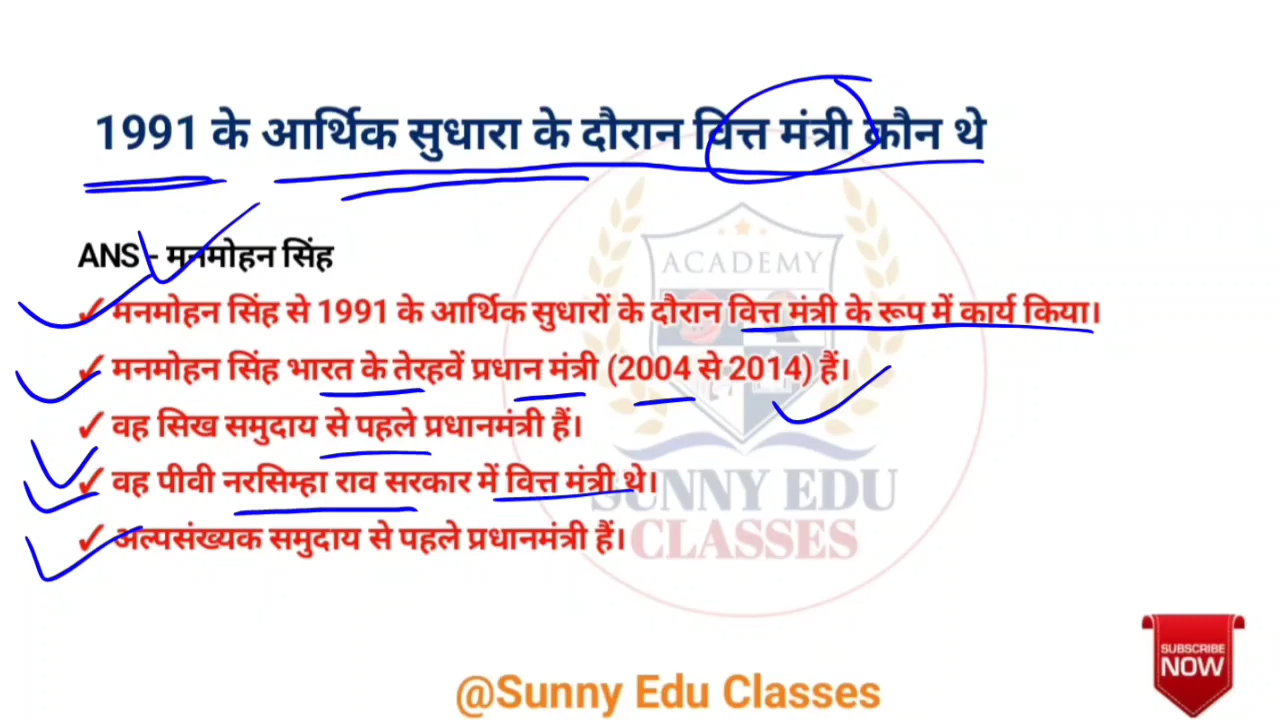 1991 के आर्थिक सुधारा के दौरान वित्त मंत्री कौन थे
ANS - मनमोहन सिंह
✓ मनमोहन सिंह से 1991 के आर्थिक सुधारों के दौरान वित्त मंत्री के रूप में कार्य किया।
✓ मनमोहन सिंह भारत के तेरहवें प्रधान मंत्री (2004 से 2014) हैं।
✓ वह सिख समुदाय से पहले प्रधानमंत्री हैं।
✓ वह पीवी नरसिम्हा राव सरकार में वित्त मंत्री थे।
✓ अल्पसंख्यक समुदाय से पहले प्रधानमंत्री हैं।
ACADEMY
SUNNY EDU
CLASSES
SUBSCRIBE
NOW
@Sunny Edu Classes